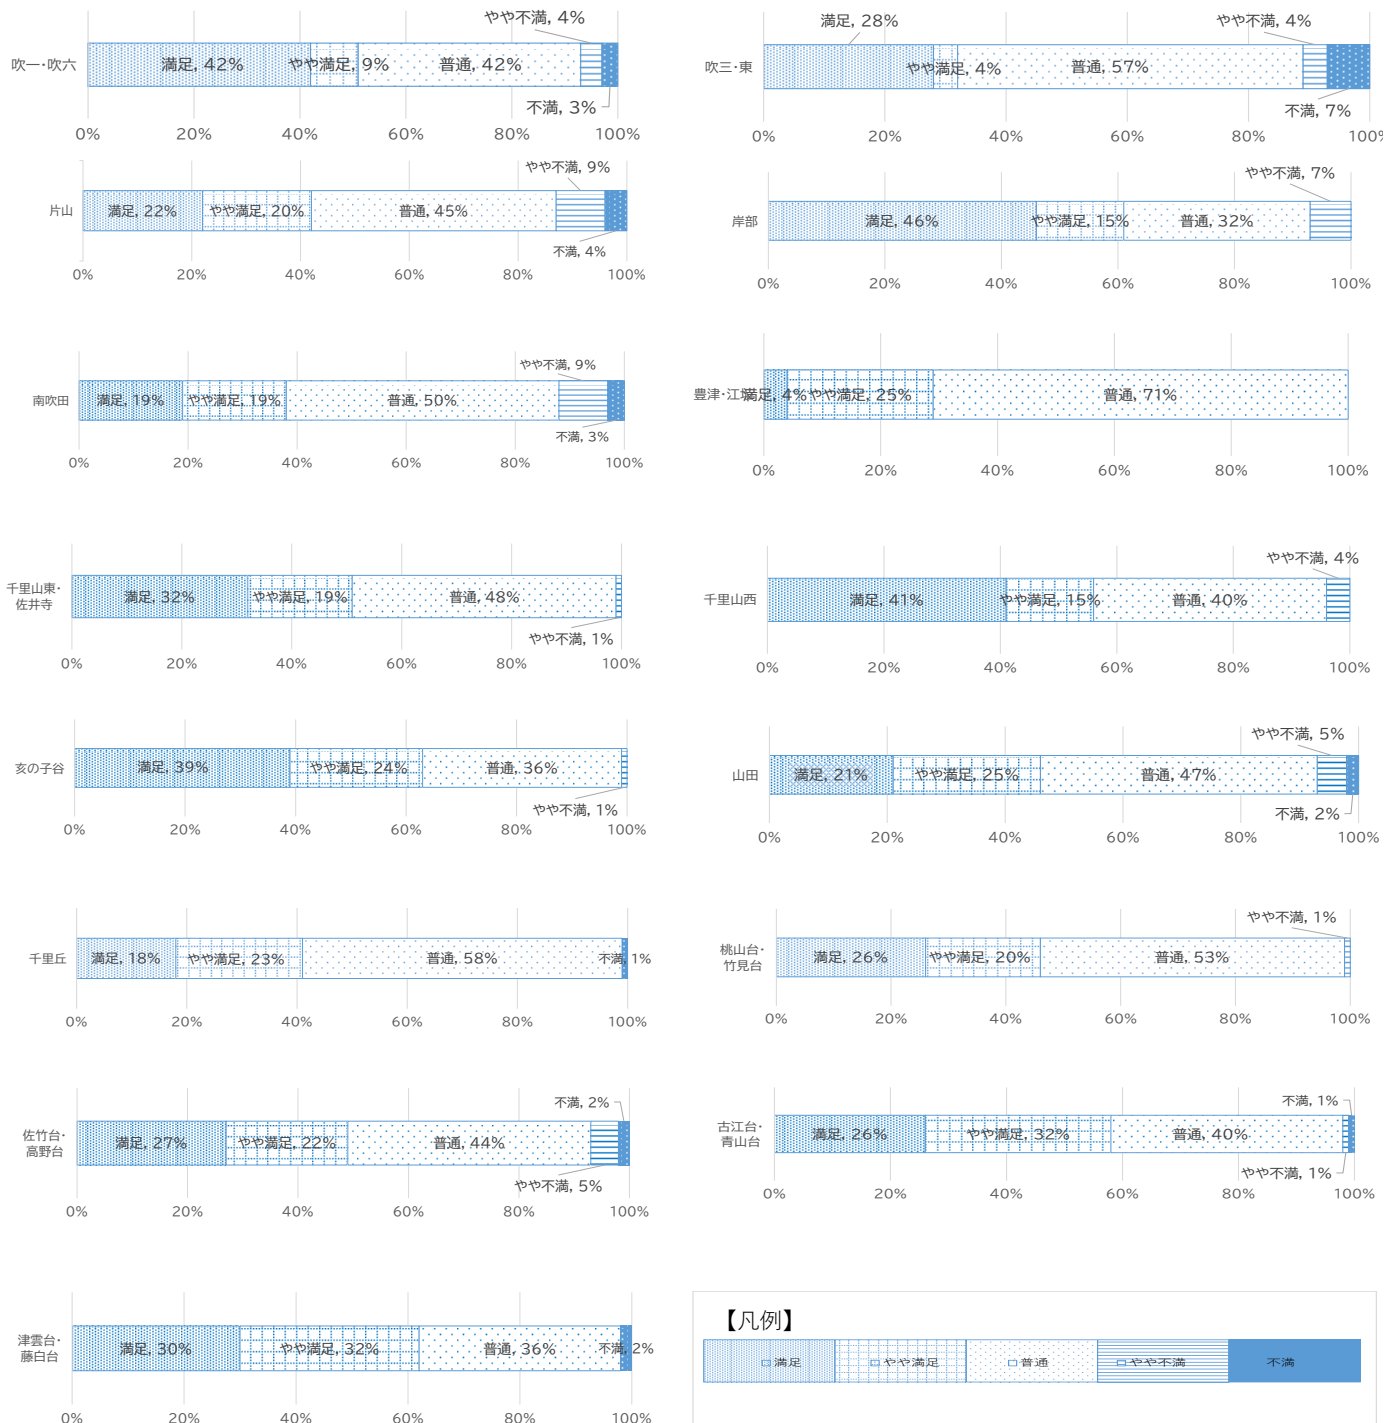 やや不満, 4%
吹一・吹六
満足, 42%
やや満足, 9%
普通, 42%
不満, 3%
0% 20% 40% 60% 80% 100%
満足, 28%
やや不満, 4%
吹三・東
やや満足, 4%
普通, 57%
不満, 7%
0% 20% 40% 60% 80% 100%
やや不満, 9%
片山
満足, 22%
やや満足, 20%
普通, 45%
不満, 4%
0% 20% 40% 60% 80% 100%
やや不満, 7%
岸部
満足, 46%
やや満足, 15%
普通, 32%
0% 20% 40% 60% 80% 100%
やや不満, 9%
南吹田
満足, 19%
やや満足, 19%
普通, 50%
不満, 3%
0% 20% 40% 60% 80% 100%
豊津・江坂
満足, 4%
やや満足, 25%
普通, 71%
0% 20% 40% 60% 80% 100%
千里山東・
佐井寺
満足, 32%
やや満足, 19%
普通, 48%
やや不満, 1%
0% 20% 40% 60% 80% 100%
やや不満, 4%
千里山西
満足, 41%
やや満足, 15%
普通, 40%
0% 20% 40% 60% 80% 100%
亥の子谷
満足, 39%
やや満足, 24%
普通, 36%
やや不満, 1%
0% 20% 40% 60% 80% 100%
やや不満, 5%
山田
満足, 21%
やや満足, 25%
普通, 47%
不満, 2%
0% 20% 40% 60% 80% 100%
千里丘
満足, 18%
やや満足, 23%
普通, 58%
不満, 1%
0% 20% 40% 60% 80% 100%
やや不満, 1%
桃山台・
竹見台
満足, 26%
やや満足, 20%
普通, 53%
0% 20% 40% 60% 80% 100%
不満, 2%
佐竹台・
高野台
満足, 27%
やや満足, 22%
普通, 44%
やや不満, 5%
0% 20% 40% 60% 80% 100%
不満, 1%
古江台・
青山台
満足, 26%
やや満足, 32%
普通, 40%
やや不満, 1%
0% 20% 40% 60% 80% 100%
津雲台・
藤白台
満足, 30%
やや満足, 32%
普通, 36%
不満, 2%
0% 20% 40% 60% 80% 100%
【凡例】
満足 やや満足 普通 やや不満 不満